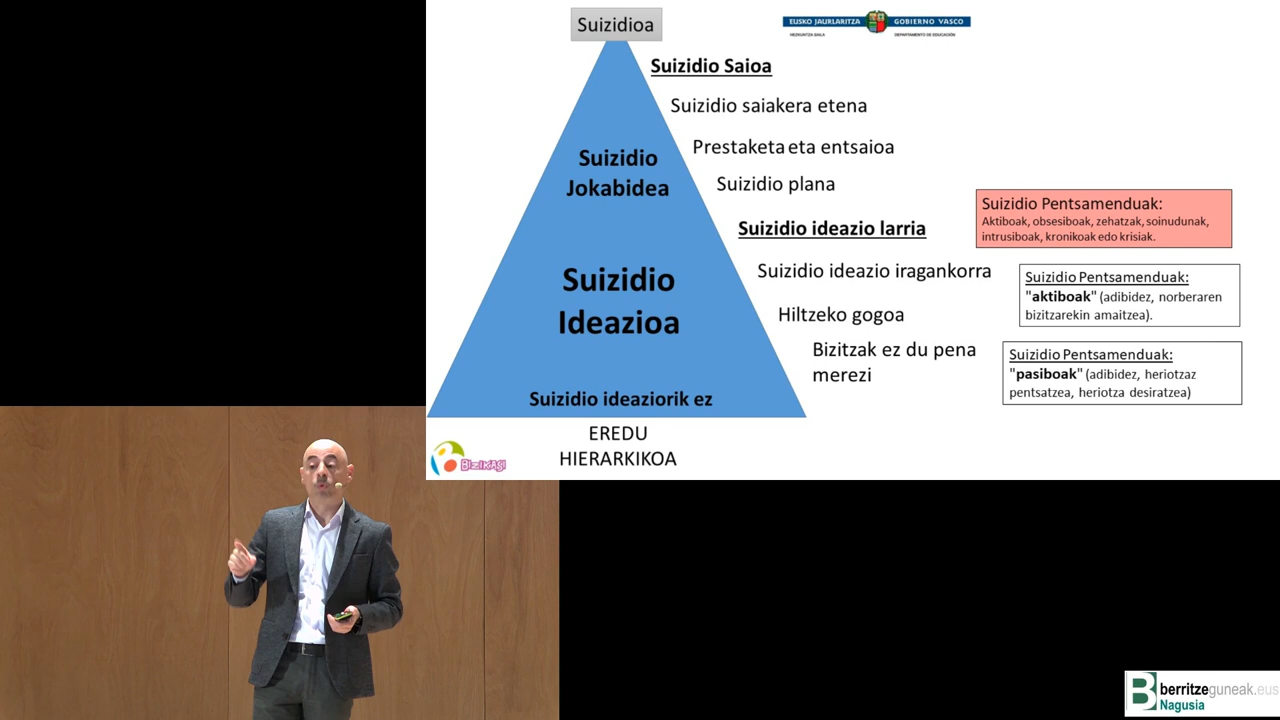 Suizidioa
EUSKO JAURLARITZA
GOBIERNO VASCO
HEZKUNTZA SAILA
DEPARTAMENTO DE EDUCACIÓN
Suizidio Saioa
Suizidio saiakera etena
Prestaketa eta entsaioa
Suizidio plana
Suizidio ideazio larria
Suizidio ideazio iragankorra
Hiltzeko gogoa
Bizitzak ez du pena
merezi
Suizidio
Jokabidea
Suizidio
Ideazioa
Suizidio ideaziorik ez
EREDU
HIERARKIKOA
Suizidio Pentsamenduak:
Aktiboak, obsesiboak, zehatzak, soinudunak,
intrusiboak, kronikoak edo krisiak.
Suizidio Pentsamenduak:
"aktiboak" (adibidez, norberaren
bizitzarekin amaitzea).
Suizidio Pentsamenduak:
"pasiboak" (adibidez, heriotzaz
pentsatzea, heriotza desiratzea)
BIZIKAGI
berritzeguneak.eus
Nagusia